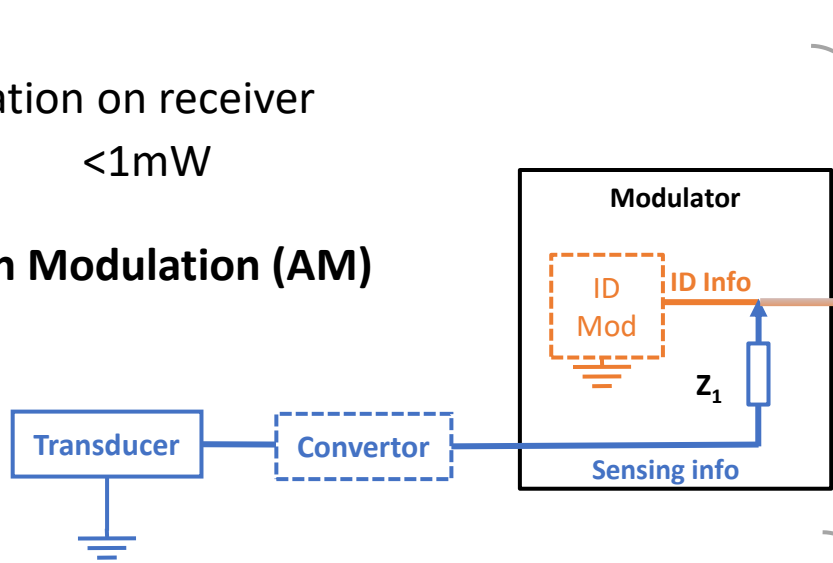 ation on receiver
<1mW
n Modulation (AM)
Modulator
ID
Mod
ID Info
Z₁
Transducer
Convertor
Sensing info